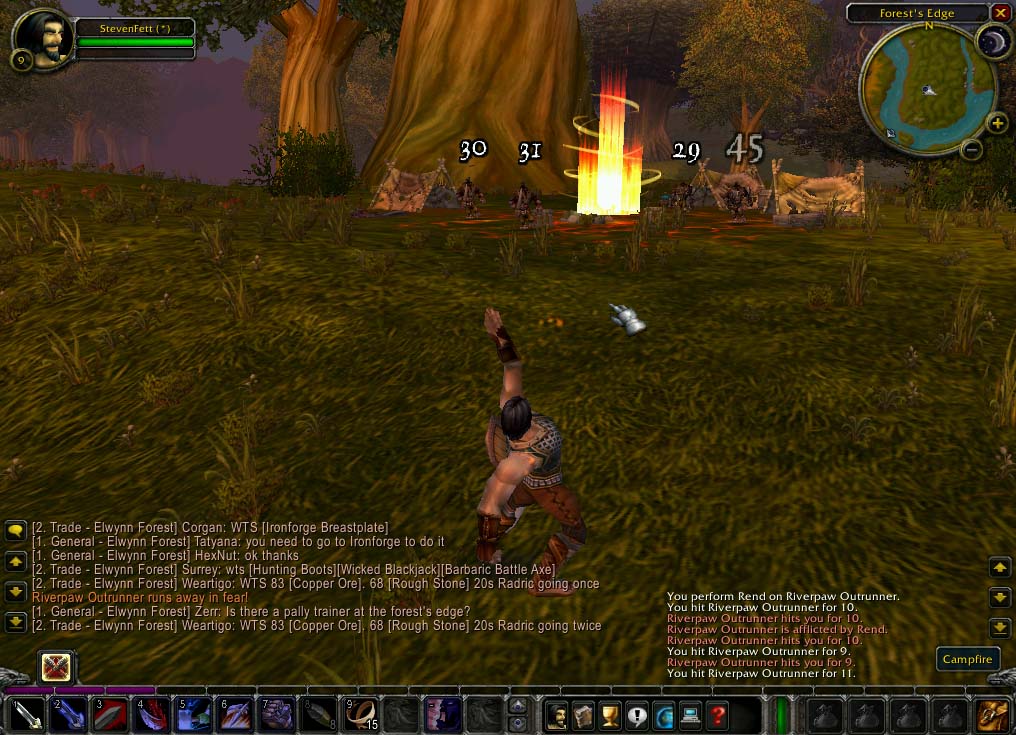 StevenFett (*)
9
Forest's Edge
N
30
31
29
45
[2. Trade - Elwynn Forest] Corgan: WTS [Ironforge Breastplate]
[1. General - Elwynn Forest] Tatyana: you need to go to Ironforge to do it
[1. General - Elwynn Forest] HexNut: ok thanks
[2. Trade - Elwynn Forest] Surrey: wts [Hunting Boots][Wicked Blackjack][Barbaric Battle Axe]
[2. Trade - Elwynn Forest] Weartigo: WTS 83 [Copper Ore], 68 [Rough Stone] 20s Radric going once
Riverpaw Outrunner runs away in fear!
[1. General - Elwynn Forest] Zerr: Is there a pally trainer at the forest's edge?
[2. Trade - Elwynn Forest] Weartigo: WTS 83 [Copper Ore], 68 [Rough Stone] 20s Radric going twice
You perform Rend on Riverpaw Outrunner.
You hit Riverpaw Outrunner for 10.
Riverpaw Outrunner hits you for 10.
Riverpaw Outrunner is afflicted by Rend.
Riverpaw Outrunner hits you for 10.
You hit Riverpaw Outrunner for 9.
Riverpaw Outrunner hits you for 9.
You hit Riverpaw Outrunner for 11.
Campfire
2 3 4 5 6 7 8 9
8 15